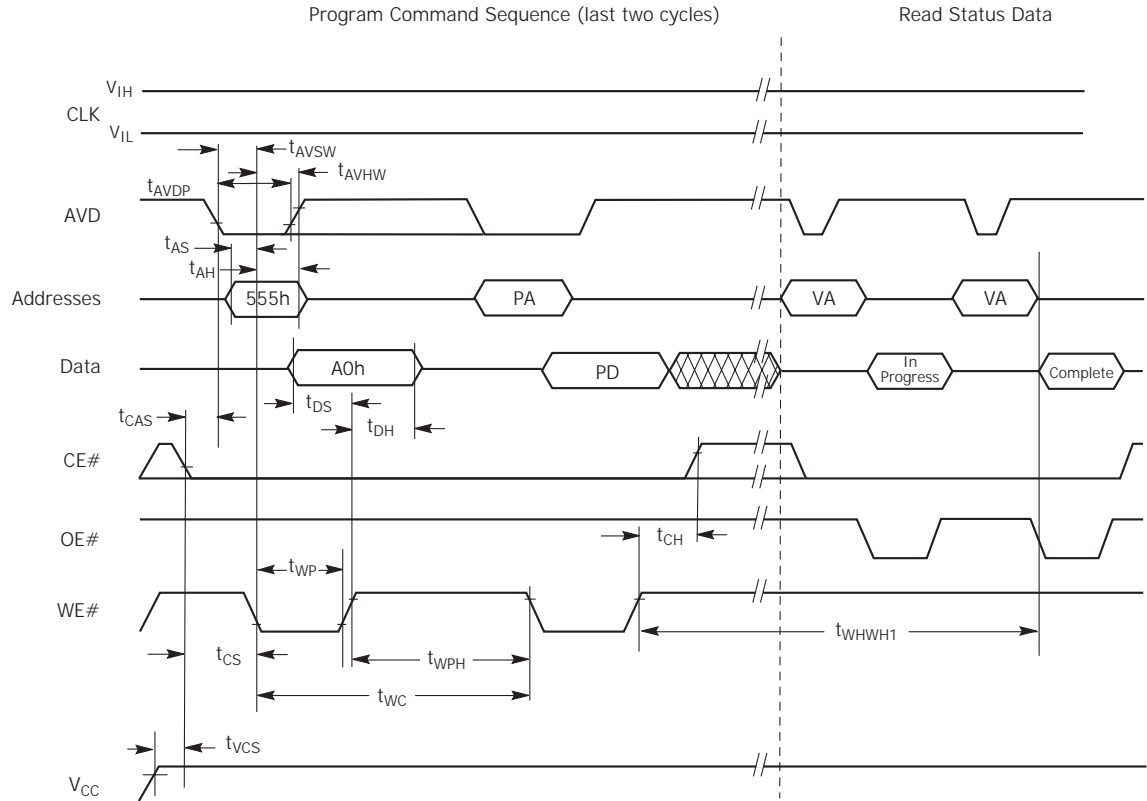 Program Command Sequence (last two cycles)
Read Status Data
VIH
CLK
VIL
tAVSW
tAVHW
tAVDP
AVD
tAS
tAH
Addresses
555h
PA
VA
VA
Data
A0h
PD
In
Progress
Complete
tDS
tDH
tCAS
CE#
OE#
tCH
tWP
WE#
tWHWH1
tCS
tWPH
tWC
tVCS
VCC